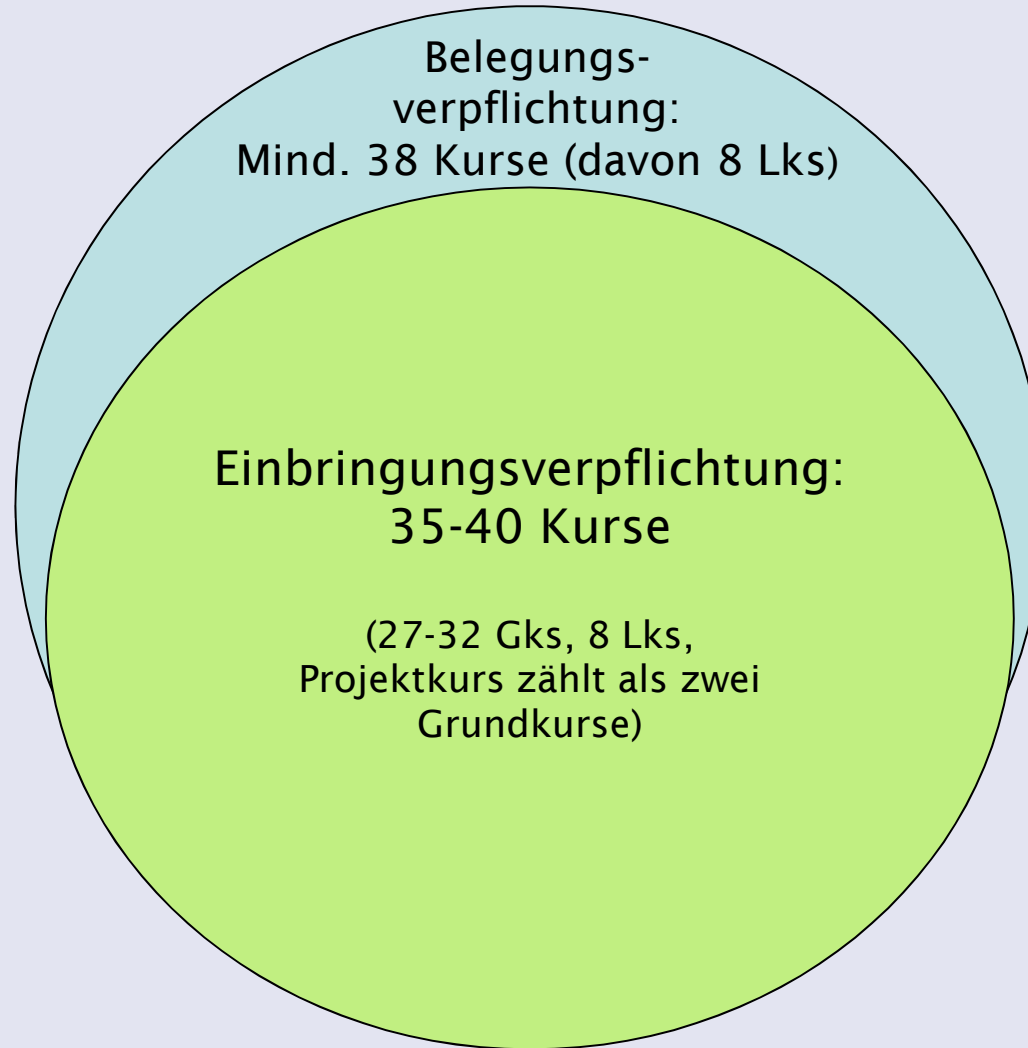 Belegungs-
verpflichtung:
Mind. 38 Kurse (davon 8 Lks)
Einbringungsverpflichtung:
35-40 Kurse
(27-32 Gks, 8 Lks,
Projektkurs zählt als zwei
Grundkurse)